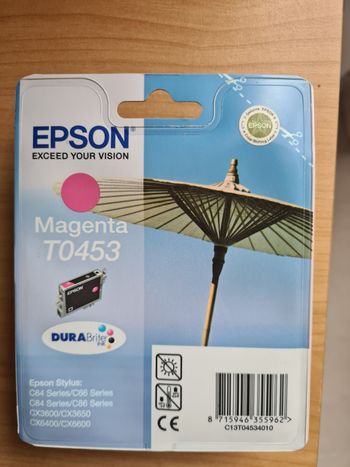 EPSON
EXCEED YOUR VISION
EPSON
Magenta
T0453
EPSON
DURABrite
Epson Stylus:
C64 Series/C66 Series
C84 Series/C86 Series
CX3600/CX3650
CX6400/CX6600
CE
8 715946 355962 >
C13T04534010